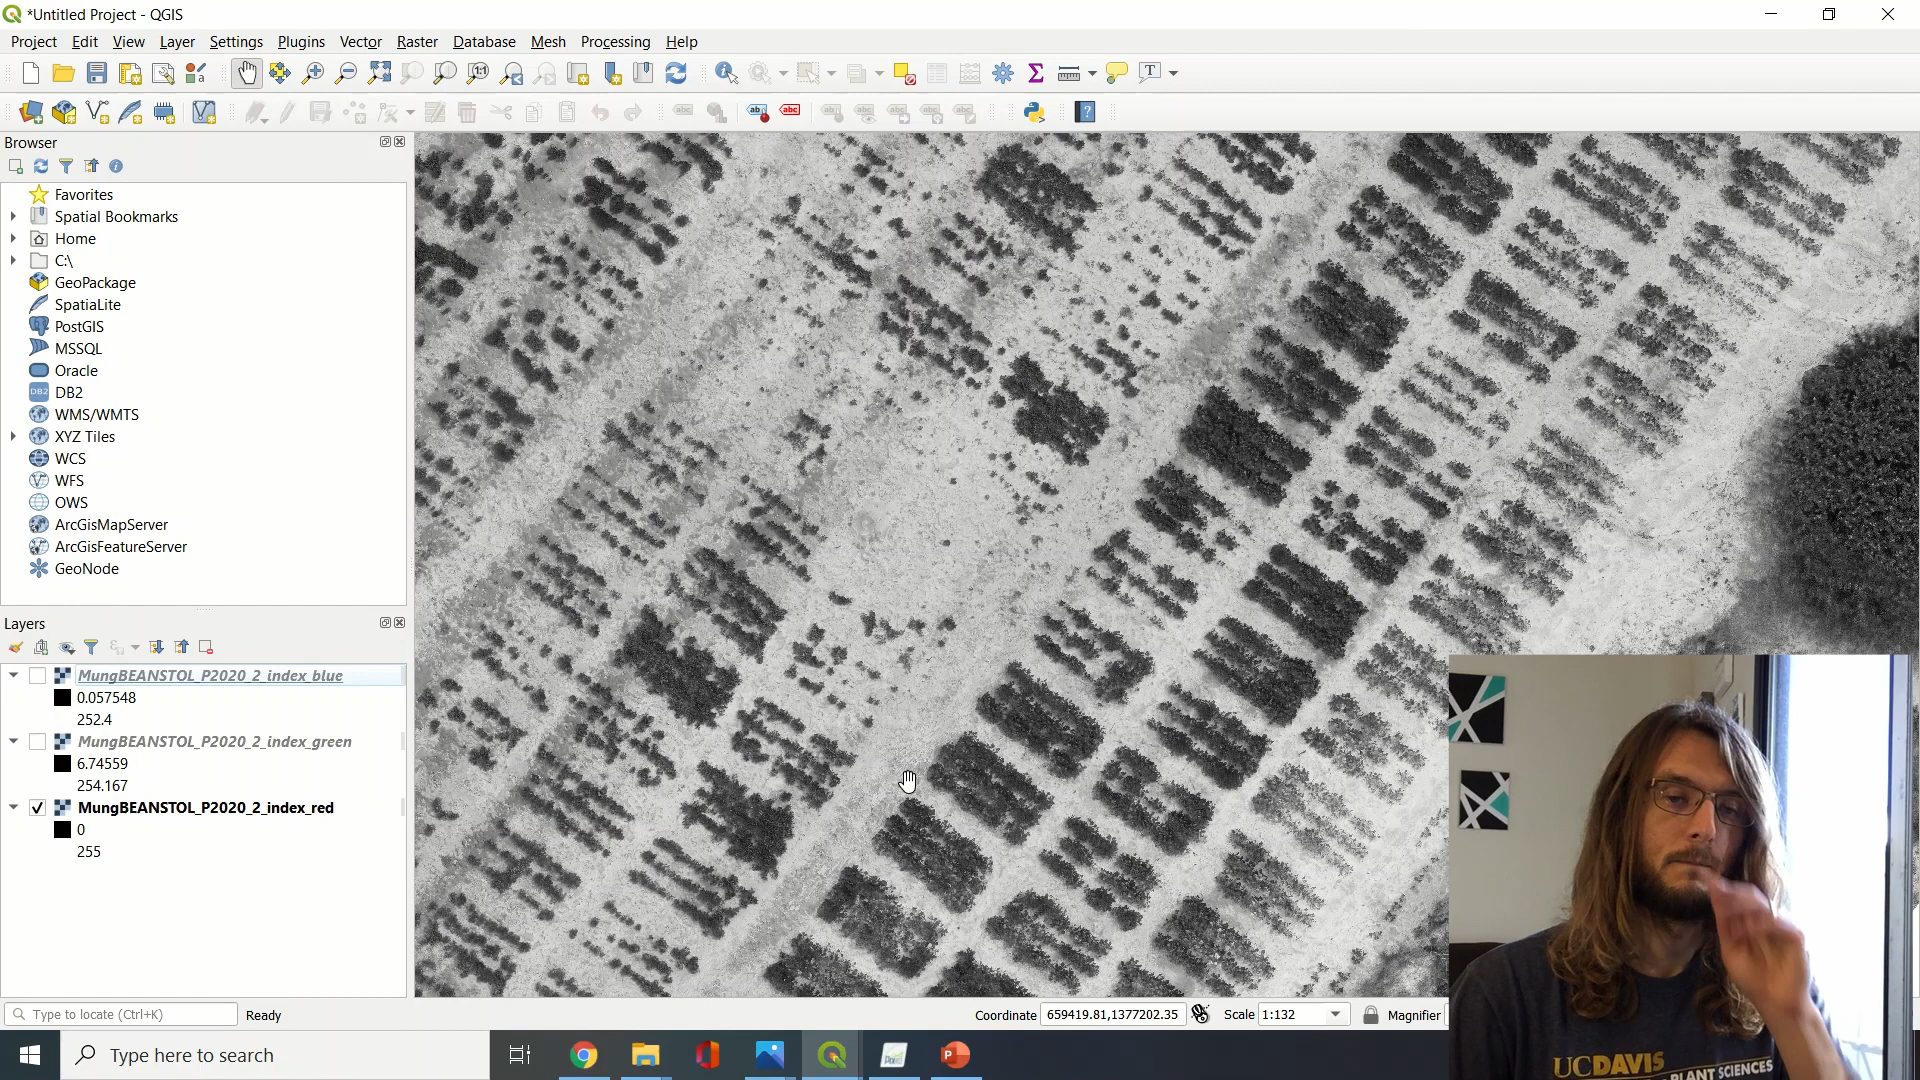 *Untitled Project - QGIS
Project Edit View Layer Settings Plugins Vector Raster Database Mesh Processing Help
Browser
Favorites
Spatial Bookmarks
Home
C:\
GeoPackage
SpatiaLite
PostGIS
MSSQL
Oracle
DB2
WMS/WMTS
XYZ Tiles
WCS
WFS
OWS
ArcGisMapServer
ArcGisFeatureServer
GeoNode
Layers
MungBEANSTOL_P2020_2_index_blue
0.057548
252.4
MungBEANSTOL_P2020_2_index_green
6.74559
254.167
MungBEANSTOL_P2020_2_index_red
0
255
Type to locate (Ctrl+K) Ready Coordinate 659419.81,1377202.35 Scale 1:132 Magnifier
Type here to search
UCDAVIS
PLANT SCIENCES